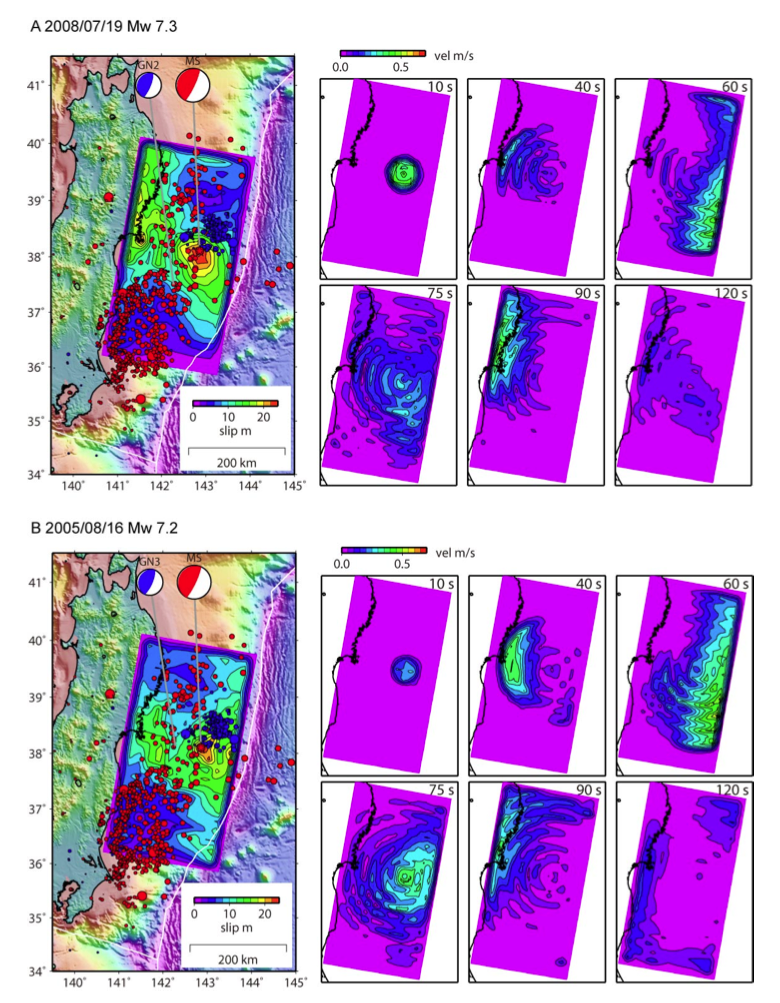 A 2008/07/19 Mw 7.3
GN2 MS
41°
40°
39°
38°
37°
36°
35°
34°
140° 141° 142° 143° 144° 145°
0 10 20
slip m
200 km
vel m/s
0.0 0.5
10 s 40 s 60 s
75 s 90 s 120 s
B 2005/08/16 Mw 7.2
GN3 MS
41°
40°
39°
38°
37°
36°
35°
34°
140° 141° 142° 143° 144° 145°
0 10 20
slip m
200 km
vel m/s
0.0 0.5
10 s 40 s 60 s
75 s 90 s 120 s